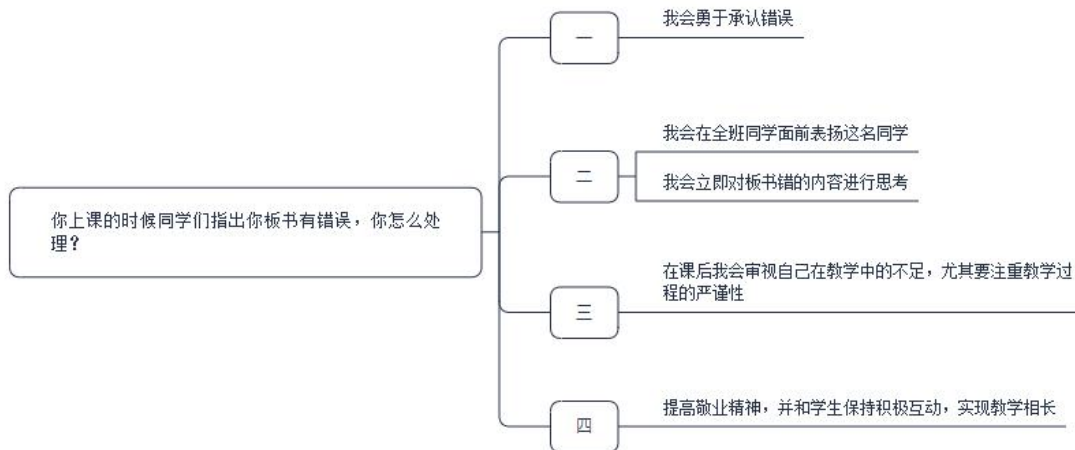 你上课的时候同学们指出你板书有错误，你怎么处
理？
一
我会勇于承认错误
二
我会在全班同学面前表扬这名同学
我会立即对板书错的内容进行思考
三
在课后我会审视自己在教学中的不足，尤其要注重教学过
程的严谨性
四
提高敬业精神，并和学生保持积极互动，实现教学相长